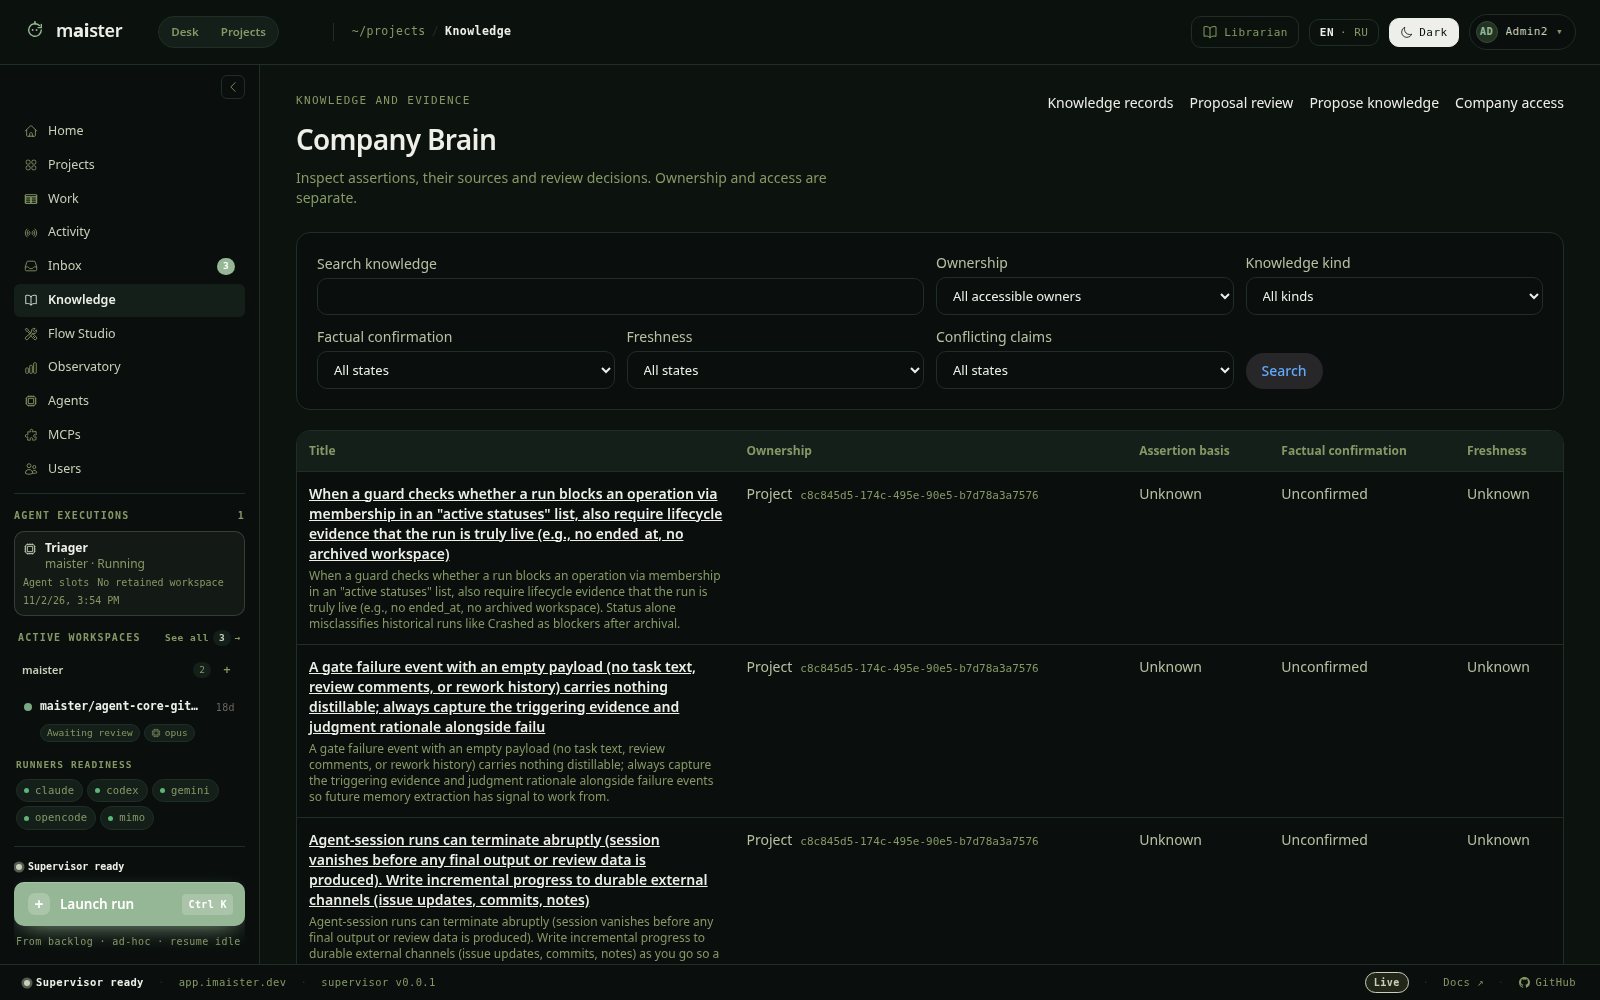 maister
Desk
Projects
~/projects / Knowledge
Librarian
EN · RU
Dark
AD
Admin2
Home
Projects
Work
Activity
Inbox
3
Knowledge
Flow Studio
Observatory
Agents
MCPs
Users
AGENT EXECUTIONS
1
Triager
maister · Running
Agent slots No retained workspace
11/2/26, 3:54 PM
ACTIVE WORKSPACES
See all 3 →
maister
2
+
maister/agent-core-git…
18d
Awaiting review
opus
RUNNERS READINESS
claude
codex
gemini
opencode
mimo
Supervisor ready
+ Launch run
Ctrl K
From backlog · ad-hoc · resume idle
KNOWLEDGE AND EVIDENCE
Knowledge records
Proposal review
Propose knowledge
Company access
Company Brain
Inspect assertions, their sources and review decisions. Ownership and access are
separate.
Search knowledge
Ownership
All accessible owners
Knowledge kind
All kinds
Factual confirmation
All states
Freshness
All states
Conflicting claims
All states
Search
Title
Ownership
Assertion basis
Factual confirmation
Freshness
When a guard checks whether a run blocks an operation via
membership in an "active statuses" list, also require lifecycle
evidence that the run is truly live (e.g., no ended_at, no
archived workspace)
When a guard checks whether a run blocks an operation via membership
in an "active statuses" list, also require lifecycle evidence that the run is
truly live (e.g., no ended_at, no archived workspace). Status alone
misclassifies historical runs like Crashed as blockers after archival.
Project c8c845d5-174c-495e-90e5-b7d78a3a7576
Unknown
Unconfirmed
Unknown
A gate failure event with an empty payload (no task text,
review comments, or rework history) carries nothing
distillable; always capture the triggering evidence and
judgment rationale alongside failu
A gate failure event with an empty payload (no task text, review
comments, or rework history) carries nothing distillable; always capture
the triggering evidence and judgment rationale alongside failure events
so future memory extraction has signal to work from.
Project c8c845d5-174c-495e-90e5-b7d78a3a7576
Unknown
Unconfirmed
Unknown
Agent-session runs can terminate abruptly (session
vanishes before any final output or review data is
produced). Write incremental progress to durable external
channels (issue updates, commits, notes)
Agent-session runs can terminate abruptly (session vanishes before any
final output or review data is produced). Write incremental progress to
durable external channels (issue updates, commits, notes) as you go so a
Project c8c845d5-174c-495e-90e5-b7d78a3a7576
Unknown
Unconfirmed
Unknown
Supervisor ready
· app.imaister.dev
· supervisor v0.0.1
Live
· Docs ↗
· GitHub